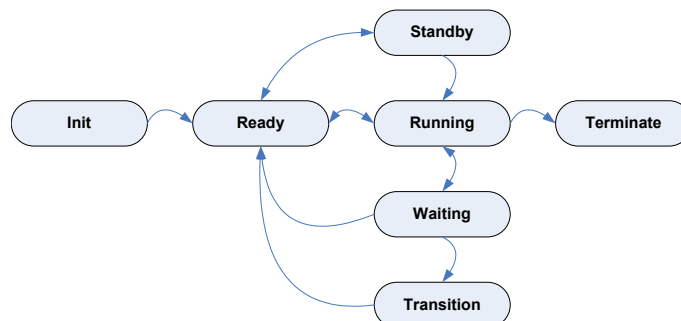 Standby
Init
Ready
Running
Terminate
Waiting
Transition